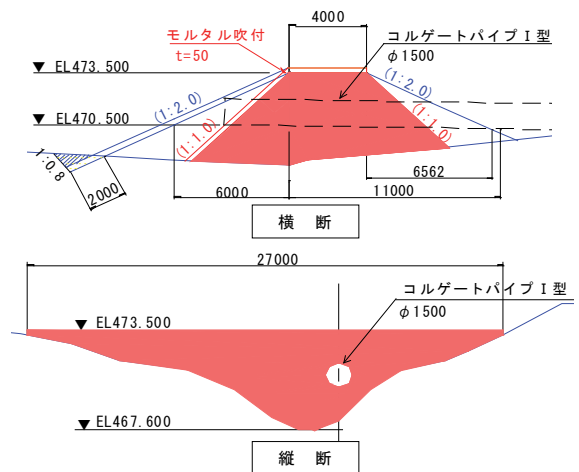 4000
モルタル吹付
t=50
コルゲートパイプⅠ型
φ1500
EL473.500
(1:2.0)
(1:2.0)
EL470.500
(1:1.0)
(1:1.0)
1:0.8
2000
6000
6562
11000
横 断
27000
コルゲートパイプⅠ型
φ1500
EL473.500
EL467.600
縦 断